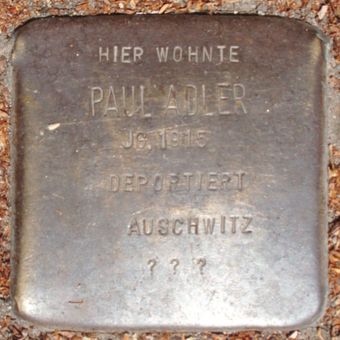 HIER WOHNTE
PAUL ADLER
JG. 1915
DEPORTIERT
AUSCHWITZ
? ? ?